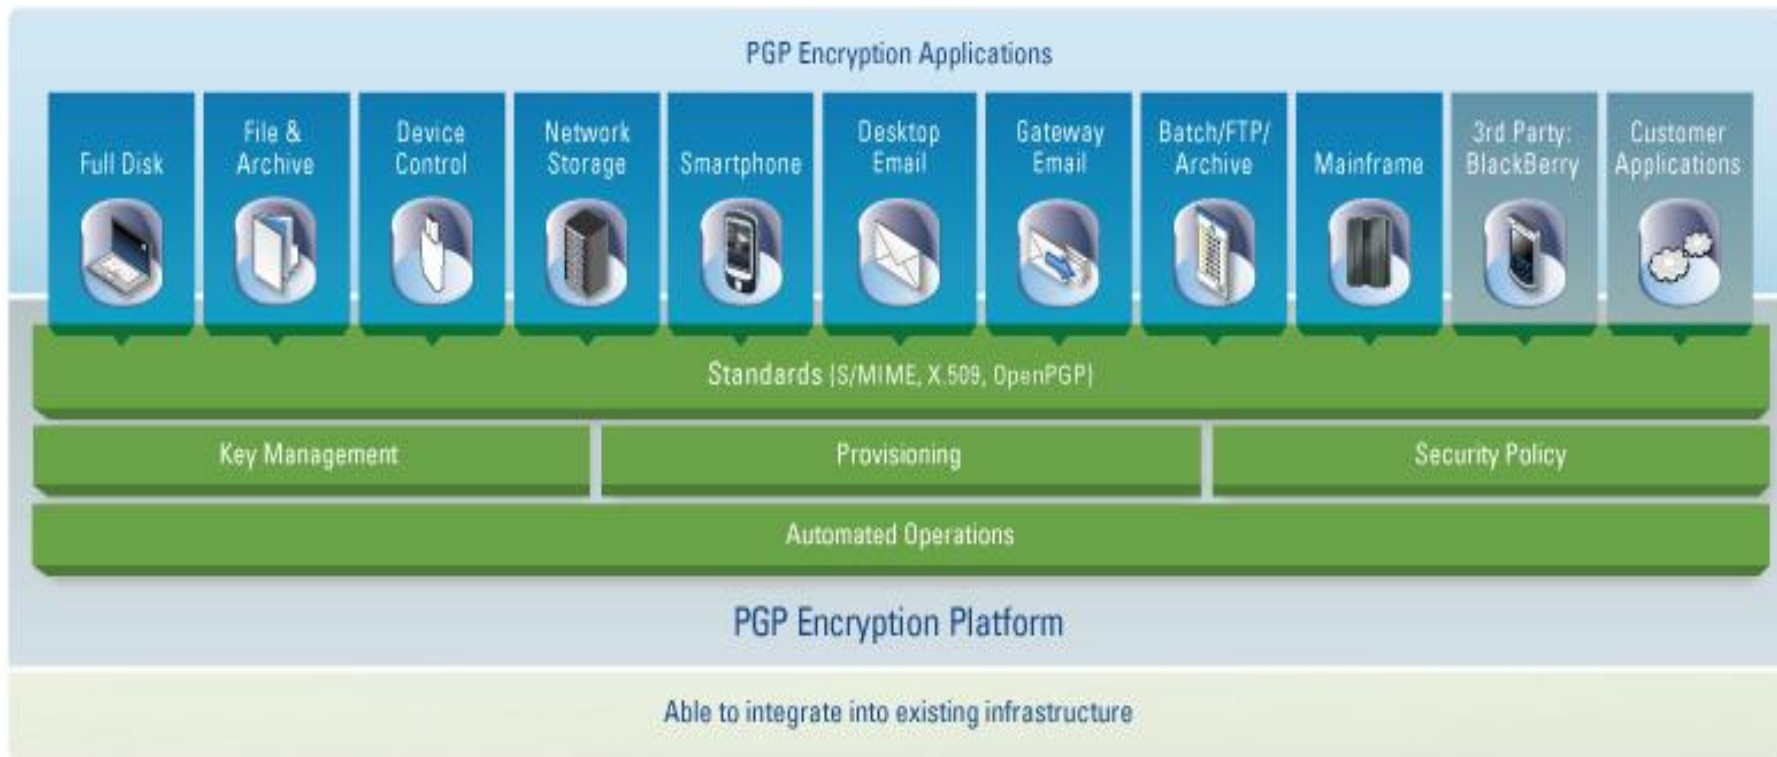 PGP Encryption Applications
Full Disk
File &
Archive
Device
Control
Network
Storage
Smartphone
Desktop
Email
Gateway
Email
Batch/FTP/
Archive
Mainframe
3rd Party:
BlackBerry
Customer
Applications
Standards (S/MIME, X.509, OpenPGP)
Key Management
Provisioning
Security Policy
Automated Operations
PGP Encryption Platform
Able to integrate into existing infrastructure